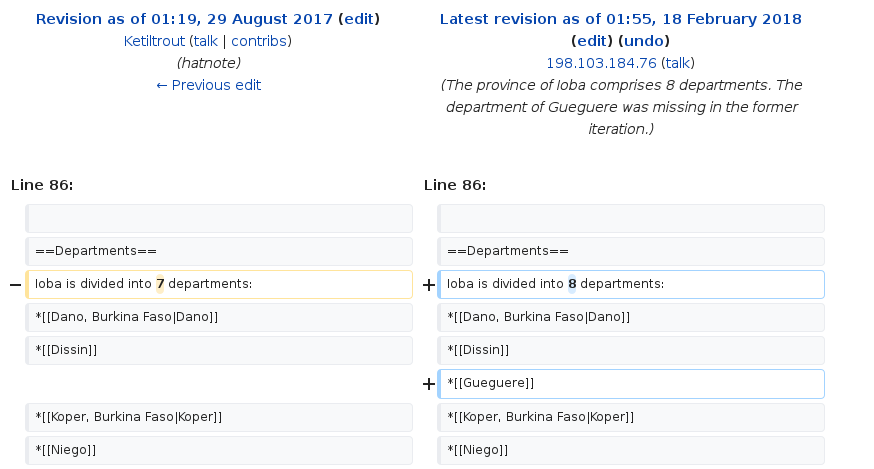 Revision as of 01:19, 29 August 2017 (edit)
Ketiltrout (talk | contribs)
(hatnote)
← Previous edit
Latest revision as of 01:55, 18 February 2018
(edit) (undo)
198.103.184.76 (talk)
(The province of Ioba comprises 8 departments. The
department of Gueguere was missing in the former
iteration.)
Line 86:
Line 86:
==Departments==
==Departments==
− Ioba is divided into 7 departments:
+ Ioba is divided into 8 departments:
*[[Dano, Burkina Faso|Dano]]
*[[Dano, Burkina Faso|Dano]]
*[[Dissin]]
*[[Dissin]]
+ *[[Gueguere]]
*[[Koper, Burkina Faso|Koper]]
*[[Koper, Burkina Faso|Koper]]
*[[Niego]]
*[[Niego]]